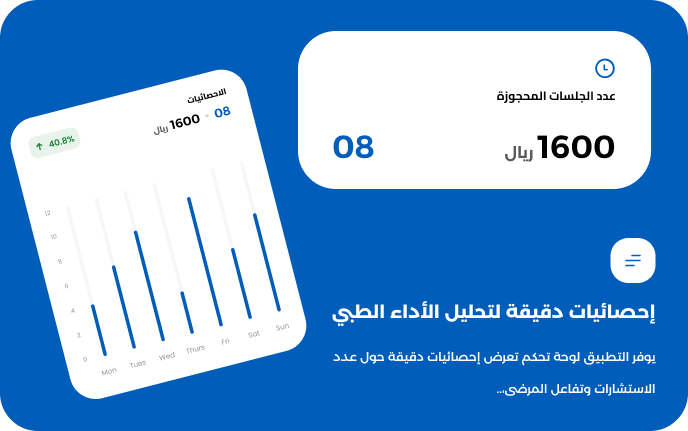 عدد الجلسات المحجوزة
1600 ريال
08
الاحصائيات
08 • 1600 ريال
↑ 40.8%
12
10
8
6
4
2
0
Mon Tues Wed Thurs Fri Sat Sun
إحصائيات دقيقة لتحليل الأداء الطبي
يوفر التطبيق لوحة تحكم تعرض إحصائيات دقيقة حول عدد
الاستشارات وتفاعل المرضى...